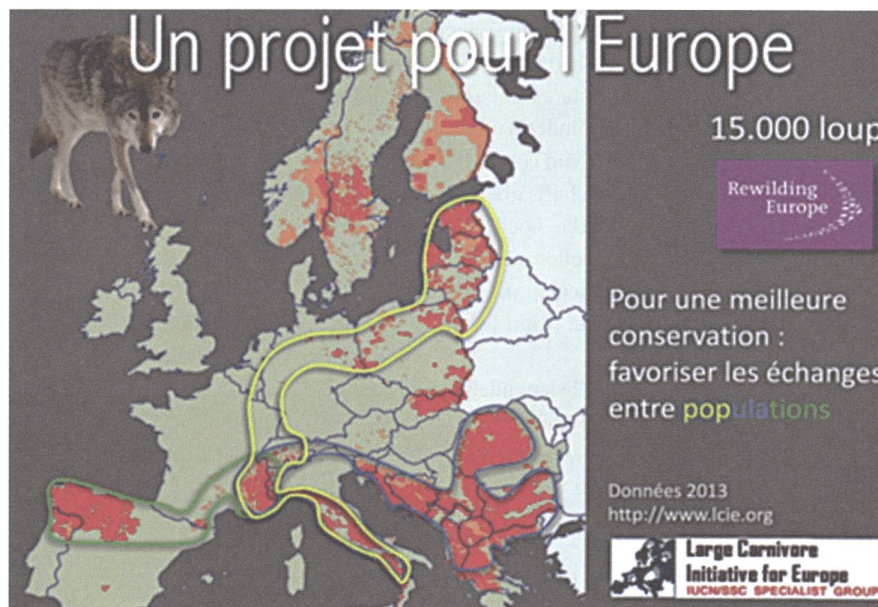 Un projet pour l'Europe
15.000 loup
Rewilding
Europe
Pour une meilleure
conservation :
favoriser les échanges
entre populations
Données 2013
http://www.lcie.org
Large Carnivore
Initiative for Europe
IUCN/SSC SPECIALIST GROUP